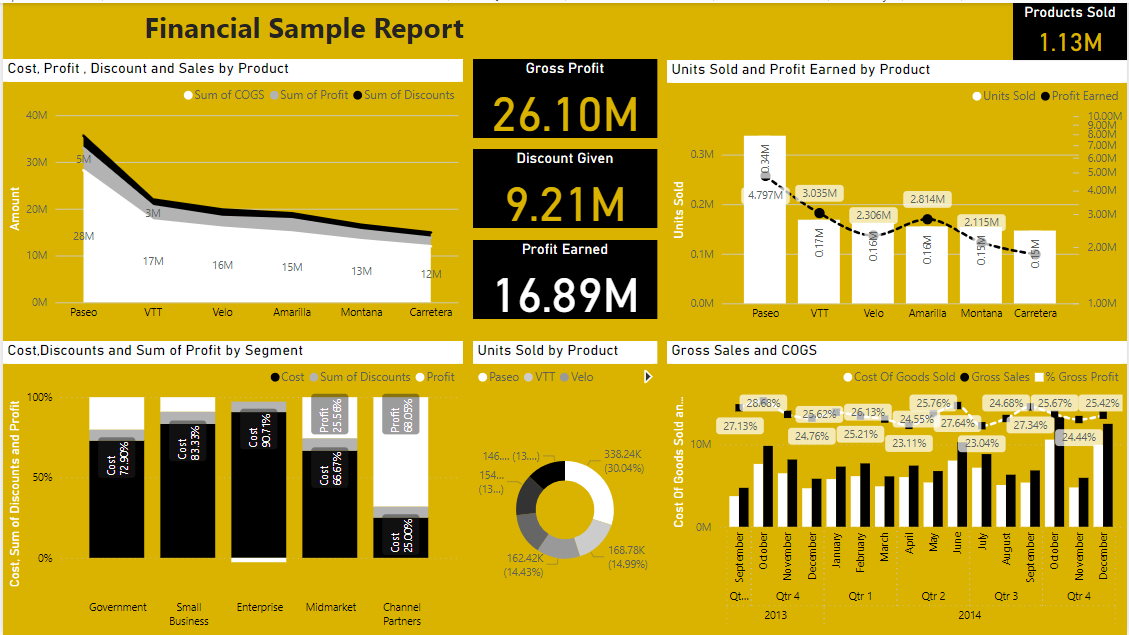 Financial Sample Report
Products Sold
1.13M
Cost, Profit , Discount and Sales by Product
Sum of COGS Sum of Profit Sum of Discounts
Amount
40M
30M
20M
10M
0M
5M
28M
3M
17M
16M
15M
13M
12M
Paseo VTT Velo Amarilla Montana Carretera
Gross Profit
26.10M
Discount Given
9.21M
Profit Earned
16.89M
Units Sold and Profit Earned by Product
Units Sold Profit Earned
Units Sold
0.3M
0.2M
0.1M
0.0M
10.00M
9.00M
8.00M
7.00M
6.00M
5.00M
4.00M
3.00M
2.00M
1.00M
0.34M
4.797M
3.035M
2.306M
2.814M
2.115M
0.17M
0.16M
0.16M
0.15M
0.15M
Paseo VTT Velo Amarilla Montana Carretera
Cost,Discounts and Sum of Profit by Segment
Cost Sum of Discounts Profit
Cost, Sum of Discounts and Profit
100%
50%
0%
Cost
72.90%
Cost
83.33%
Cost
90.71%
Profit
25.56%
Cost
66.67%
Profit
68.05%
Cost
25.00%
Government
Small
Business
Enterprise
Midmarket
Channel
Partners
Units Sold by Product
Paseo VTT Velo
338.24K
(30.04%)
168.78K
(14.99%)
162.42K
(14.43%)
154...
(13...)
146... (13...)
Gross Sales and COGS
Cost Of Goods Sold Gross Sales % Gross Profit
Cost Of Goods Sold an...
10M
0M
27.13%
28.68%
24.76%
25.62%
25.21%
26.13%
23.11%
24.55%
25.76%
27.64%
23.04%
24.68%
27.34%
25.67%
24.44%
25.42%
September October November December January February March April May June July August September October November December
Qt... Qtr 4 Qtr 1 Qtr 2 Qtr 3 Qtr 4
2013 2014